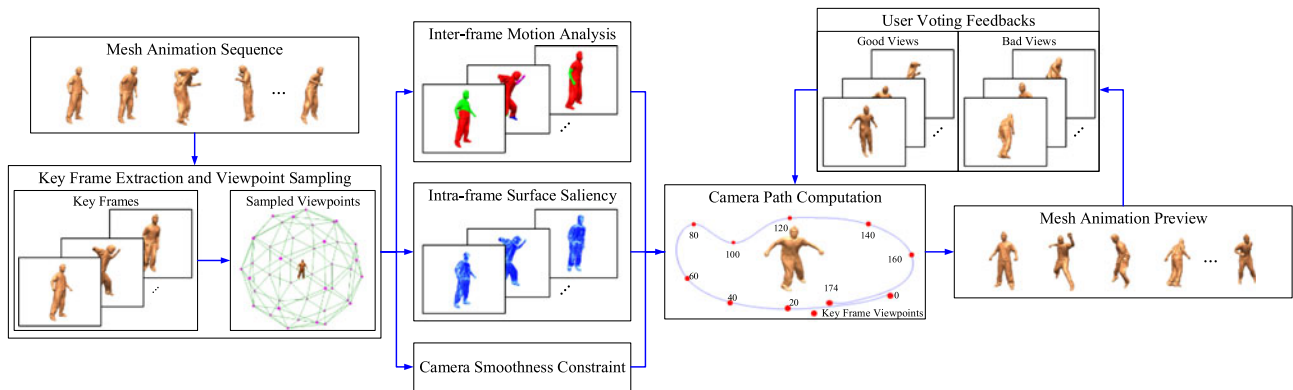 Mesh Animation Sequence
...
Key Frame Extraction and Viewpoint Sampling
Key Frames
...
Sampled Viewpoints
Inter-frame Motion Analysis
...
Intra-frame Surface Saliency
...
Camera Smoothness Constraint
User Voting Feedbacks
Good Views
...
Bad Views
...
Camera Path Computation
120
80
140
100
160
60
174
0
40
20
Key Frame Viewpoints
Mesh Animation Preview
...